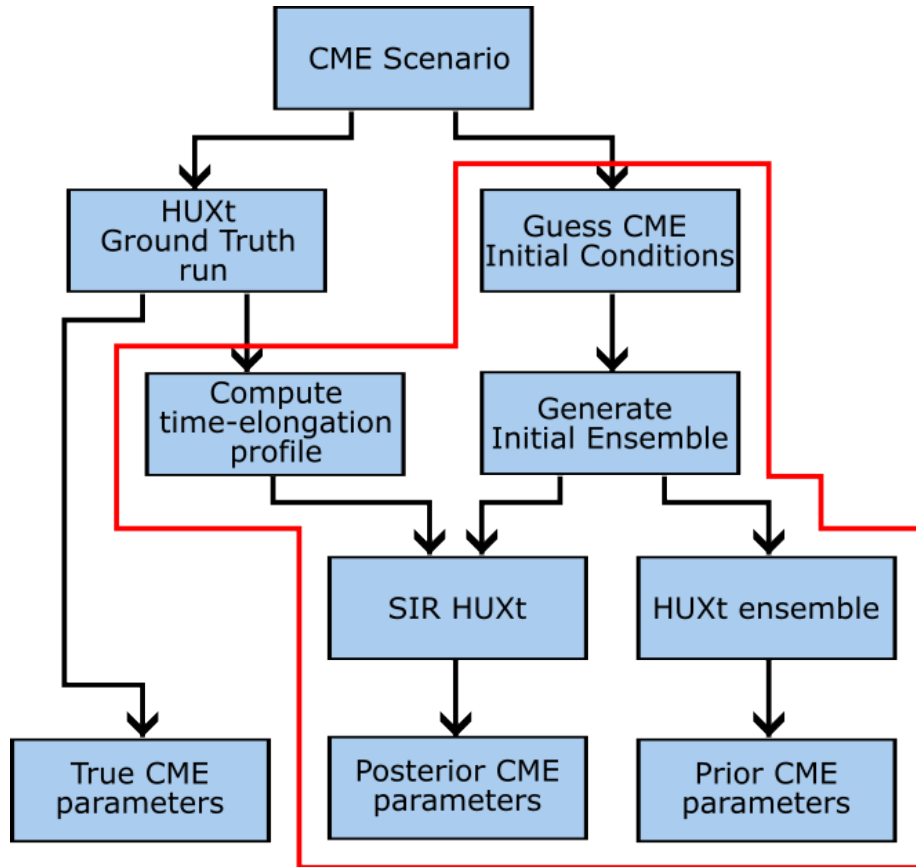 CME Scenario
HUXt
Ground Truth
run
Guess CME
Initial Conditions
Compute
time-elongation
profile
Generate
Initial Ensemble
SIR HUXt
HUXt ensemble
True CME
parameters
Posterior CME
parameters
Prior CME
parameters